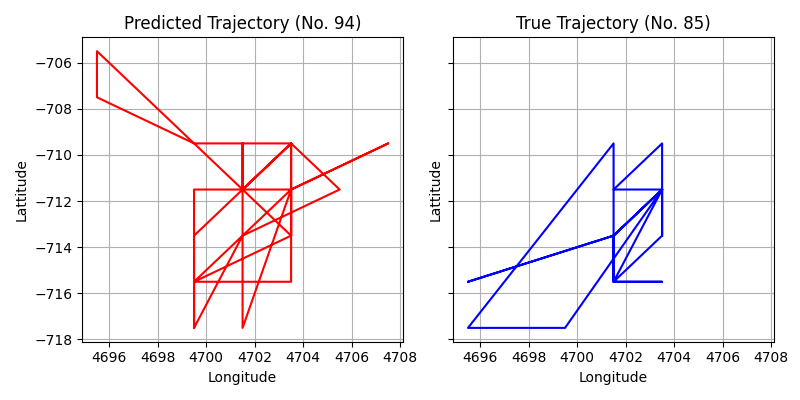 Predicted Trajectory (No. 94)
True Trajectory (No. 85)
Lattitude
−706
−708
−710
−712
−714
−716
−718
4696 4698 4700 4702 4704 4706 4708
Longitude
Lattitude
4696 4698 4700 4702 4704 4706 4708
Longitude